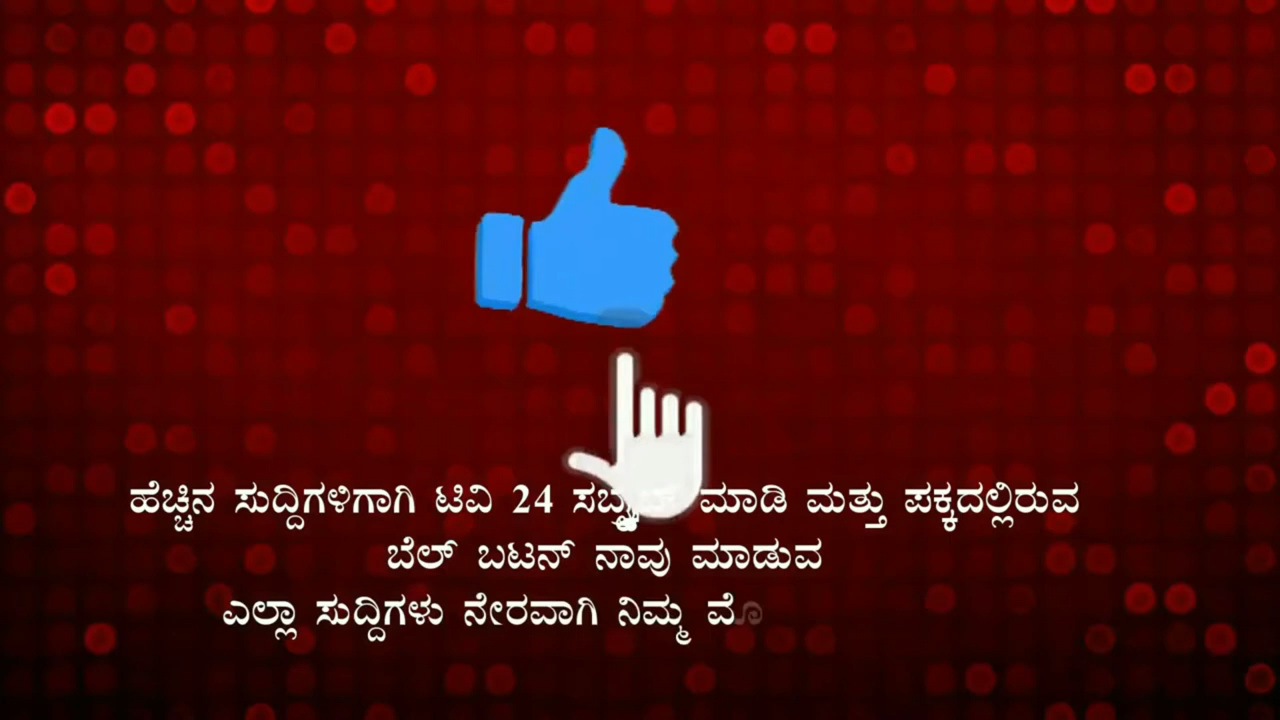 ಹೆಚ್ಚಿನ ಸುದ್ದಿಗಳಿಗಾಗಿ ಟಿವಿ 24 ಮಾಡಿ ಮತ್ತು ಪಕ್ಕದಲ್ಲಿರುವ
ಬೆಲ್ ಬಟನ್ ನಾವು ಮಾಡುವ
ಎಲ್ಲಾ ಸುದ್ದಿಗಳು ನೇರವಾಗಿ ನಿಮ್ಮ